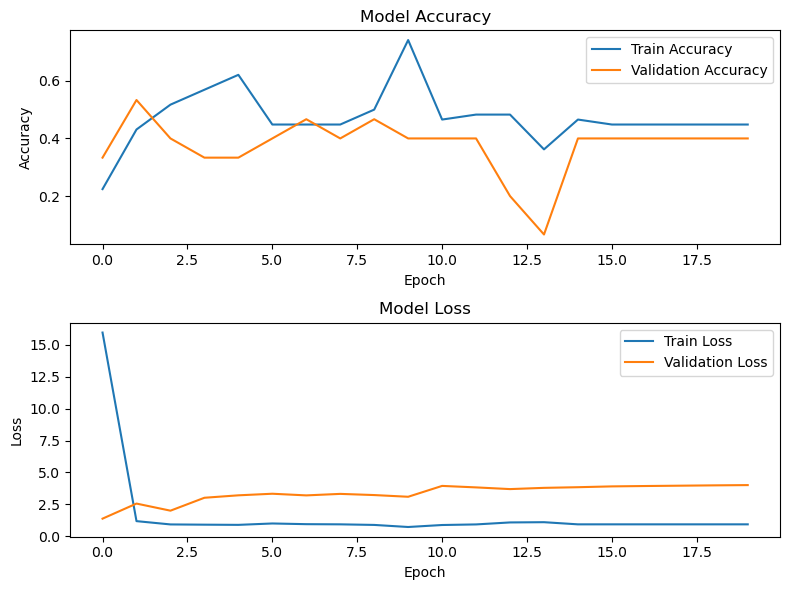 Model Accuracy
Train Accuracy
Validation Accuracy
Accuracy
0.6
0.4
0.2
0.0 2.5 5.0 7.5 10.0 12.5 15.0 17.5
Epoch
Model Loss
Train Loss
Validation Loss
Loss
15.0
12.5
10.0
7.5
5.0
2.5
0.0
0.0 2.5 5.0 7.5 10.0 12.5 15.0 17.5
Epoch